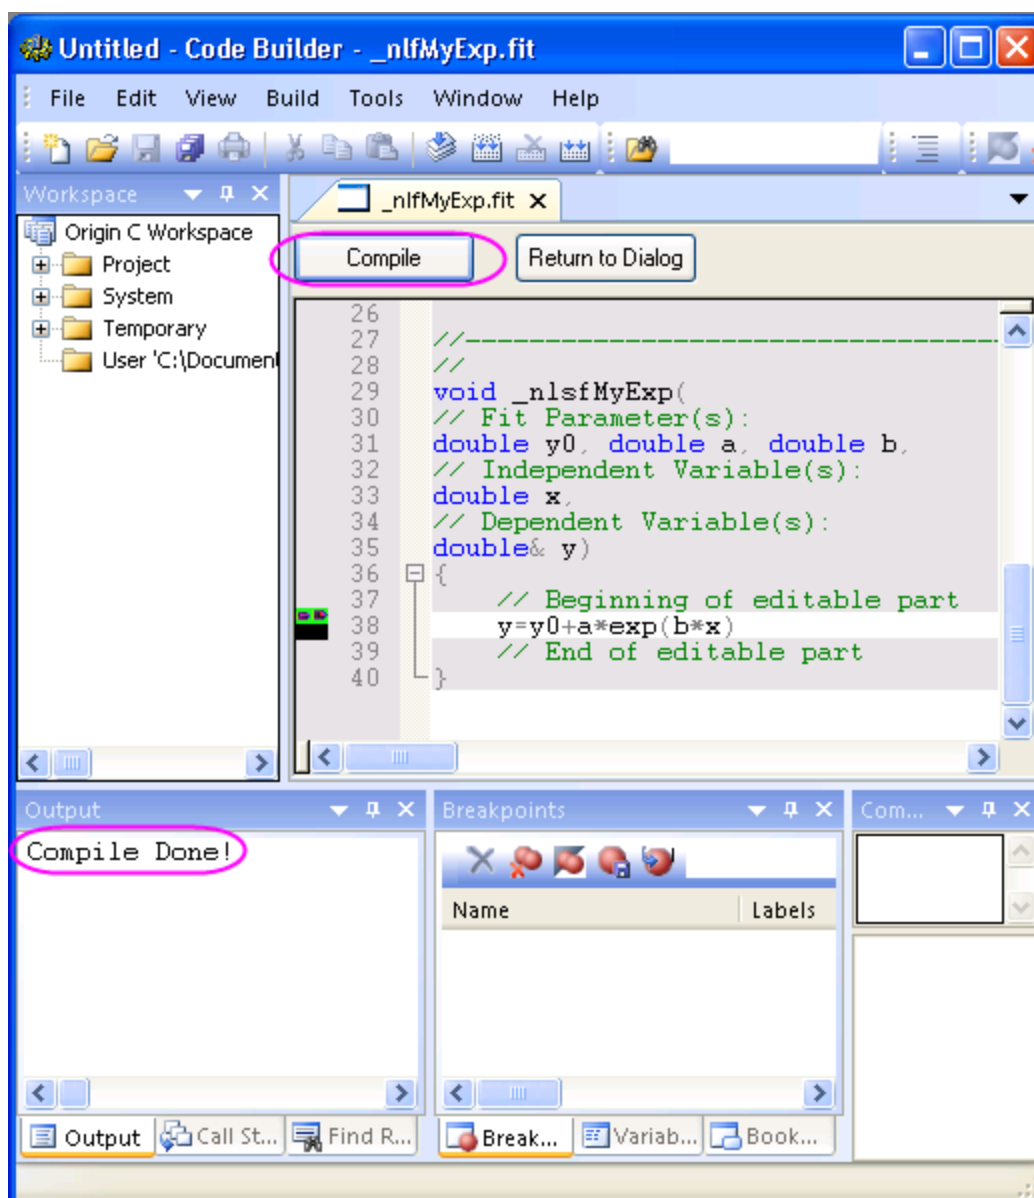 Untitled - Code Builder - _nlfMyExp.fit
File Edit View Build Tools Window Help
Workspace
_nlfMyExp.fit
Origin C Workspace
Project
System
Temporary
User 'C:\Document
Compile
Return to Dialog
26
27 //--------------------------------------
28 //
29 void _nlsfMyExp(
30 // Fit Parameter(s):
31 double y0, double a, double b,
32 // Independent Variable(s):
33 double x,
34 // Dependent Variable(s):
35 double& y)
36 {
37 // Beginning of editable part
38 y=y0+a*exp(b*x)
39 // End of editable part
40 }
Output
Compile Done!
Breakpoints
Name Labels
Com...
Output Call St... Find R...
Break... Variab... Book...